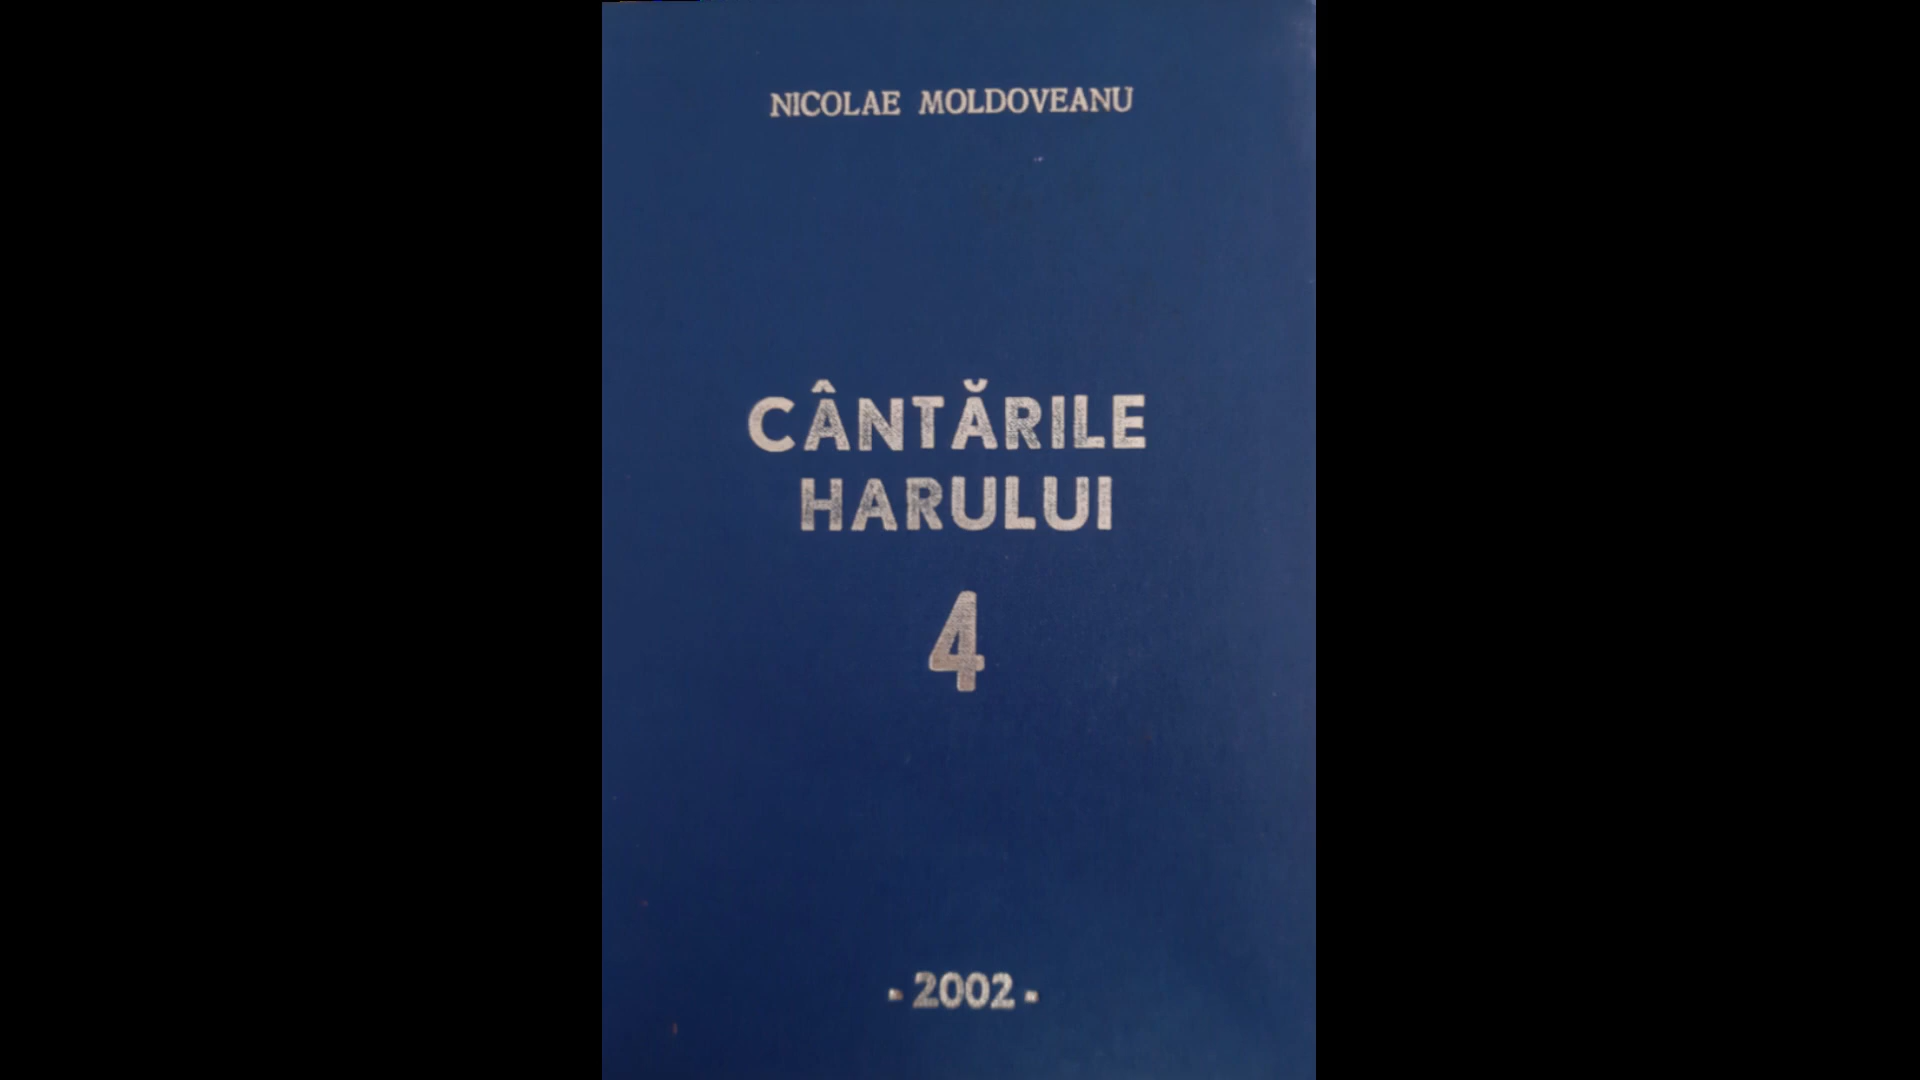 NICOLAE MOLDOVEANU
CÂNTĂRILE
HARULUI
4
- 2002 -